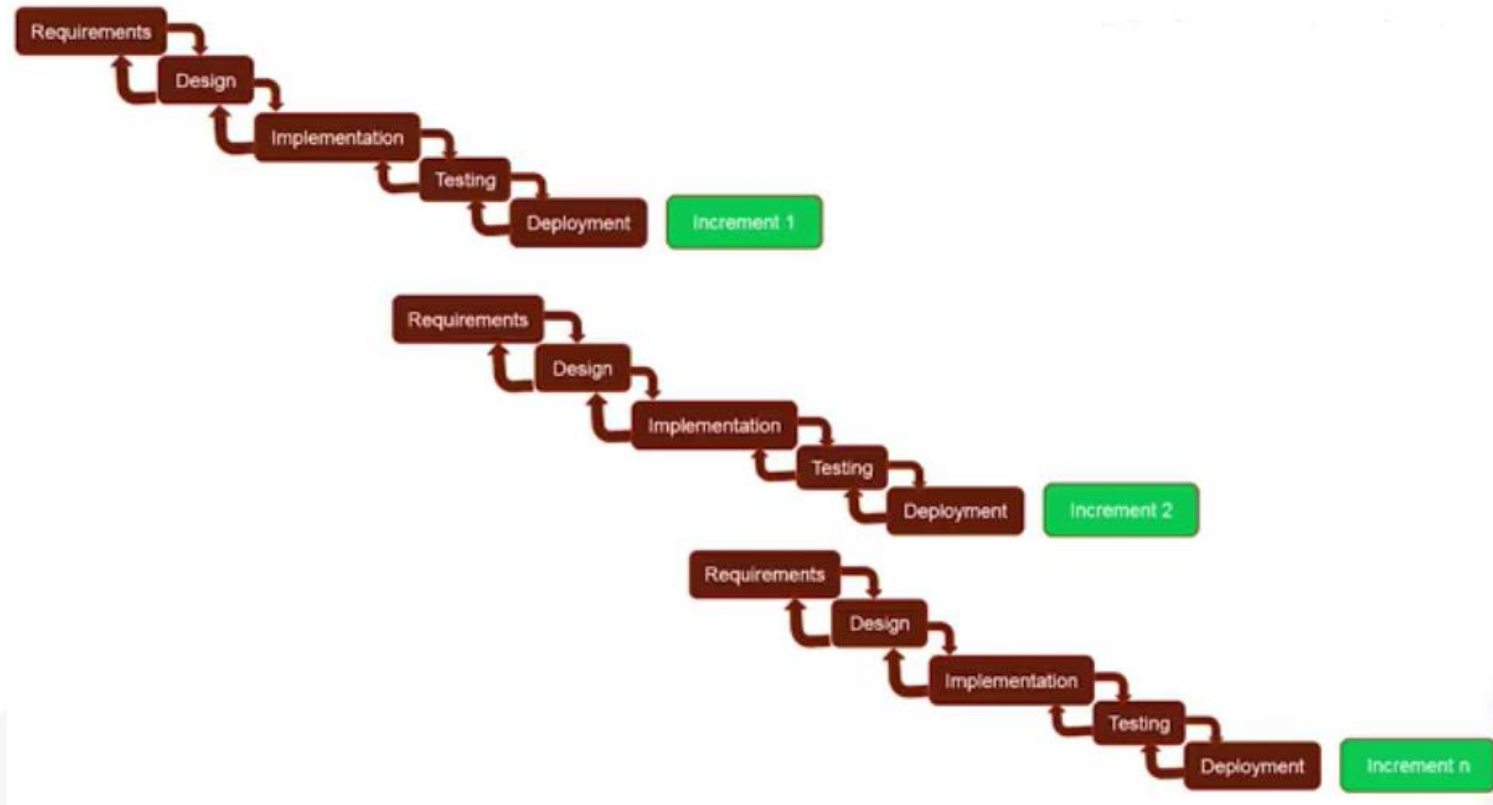 Requirements
Design
Implementation
Testing
Deployment
Increment 1
Requirements
Design
Implementation
Testing
Deployment
Increment 2
Requirements
Design
Implementation
Testing
Deployment
Increment n